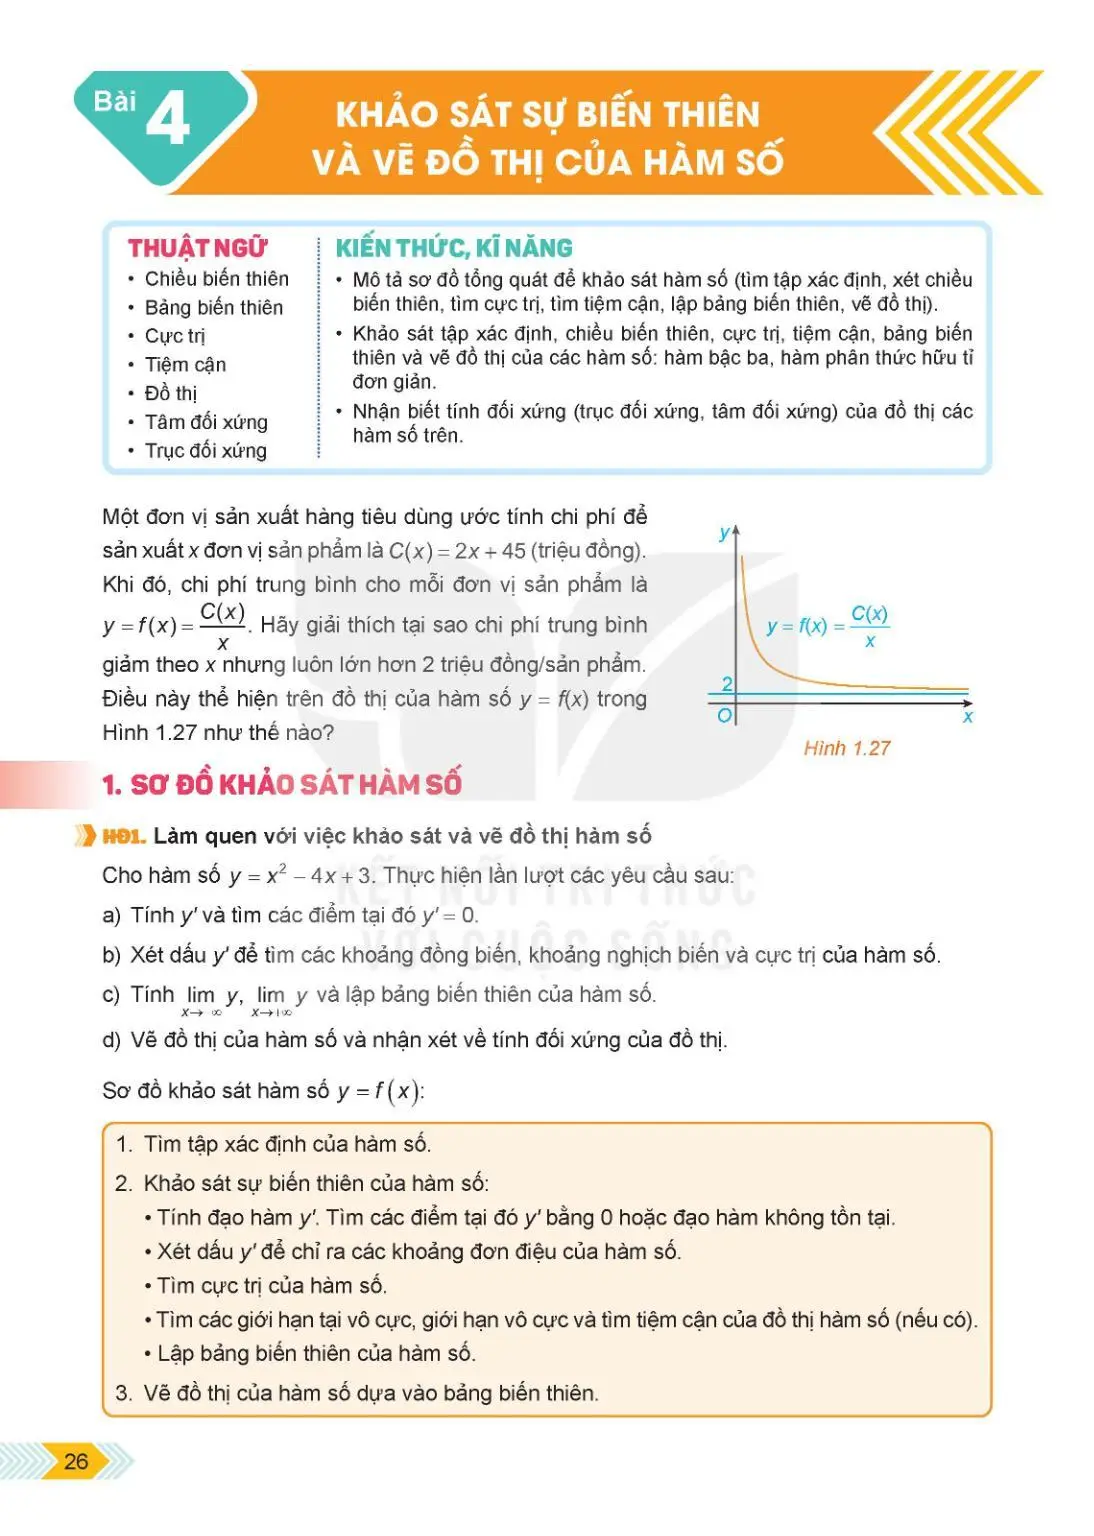 Bài 4
KHẢO SÁT SỰ BIẾN THIÊN
VÀ VẼ ĐỒ THỊ CỦA HÀM SỐ
THUẬT NGỮ
• Chiều biến thiên
• Bảng biến thiên
• Cực trị
• Tiệm cận
• Đồ thị
• Tâm đối xứng
• Trục đối xứng
KIẾN THỨC, KĨ NĂNG
• Mô tả sơ đồ tổng quát để khảo sát hàm số (tìm tập xác định, xét chiều
biến thiên, tìm cực trị, tìm tiệm cận, lập bảng biến thiên, vẽ đồ thị).
• Khảo sát tập xác định, chiều biến thiên, cực trị, tiệm cận, bảng biến
thiên và vẽ đồ thị của các hàm số: hàm bậc ba, hàm phân thức hữu tỉ
đơn giản.
• Nhận biết tính đối xứng (trục đối xứng, tâm đối xứng) của đồ thị các
hàm số trên.
Một đơn vị sản xuất hàng tiêu dùng ước tính chi phí để
sản xuất x đơn vị sản phẩm là C(x) = 2x + 45 (triệu đồng).
Khi đó, chi phí trung bình cho mỗi đơn vị sản phẩm là
y = f(x) = C(x)/x. Hãy giải thích tại sao chi phí trung bình
giảm theo x nhưng luôn lớn hơn 2 triệu đồng/sản phẩm.
Điều này thể hiện trên đồ thị của hàm số y = f(x) trong
Hình 1.27 như thế nào?
y
y = f(x) = C(x)/x
2
O
x
Hình 1.27
1. SƠ ĐỒ KHẢO SÁT HÀM SỐ
HĐ1. Làm quen với việc khảo sát và vẽ đồ thị hàm số
Cho hàm số y = x² – 4x + 3. Thực hiện lần lượt các yêu cầu sau:
a) Tính y' và tìm các điểm tại đó y' = 0.
b) Xét dấu y' để tìm các khoảng đồng biến, khoảng nghịch biến và cực trị của hàm số.
c) Tính lim y, lim y và lập bảng biến thiên của hàm số.
x→ ∞ x→+∞
d) Vẽ đồ thị của hàm số và nhận xét về tính đối xứng của đồ thị.
KẾT NỐI TRI THỨC
VỚI CUỘC SỐNG
Sơ đồ khảo sát hàm số y = f(x):
1. Tìm tập xác định của hàm số.
2. Khảo sát sự biến thiên của hàm số:
• Tính đạo hàm y'. Tìm các điểm tại đó y' bằng 0 hoặc đạo hàm không tồn tại.
• Xét dấu y' để chỉ ra các khoảng đơn điệu của hàm số.
• Tìm cực trị của hàm số.
• Tìm các giới hạn tại vô cực, giới hạn vô cực và tìm tiệm cận của đồ thị hàm số (nếu có).
• Lập bảng biến thiên của hàm số.
3. Vẽ đồ thị của hàm số dựa vào bảng biến thiên.
26